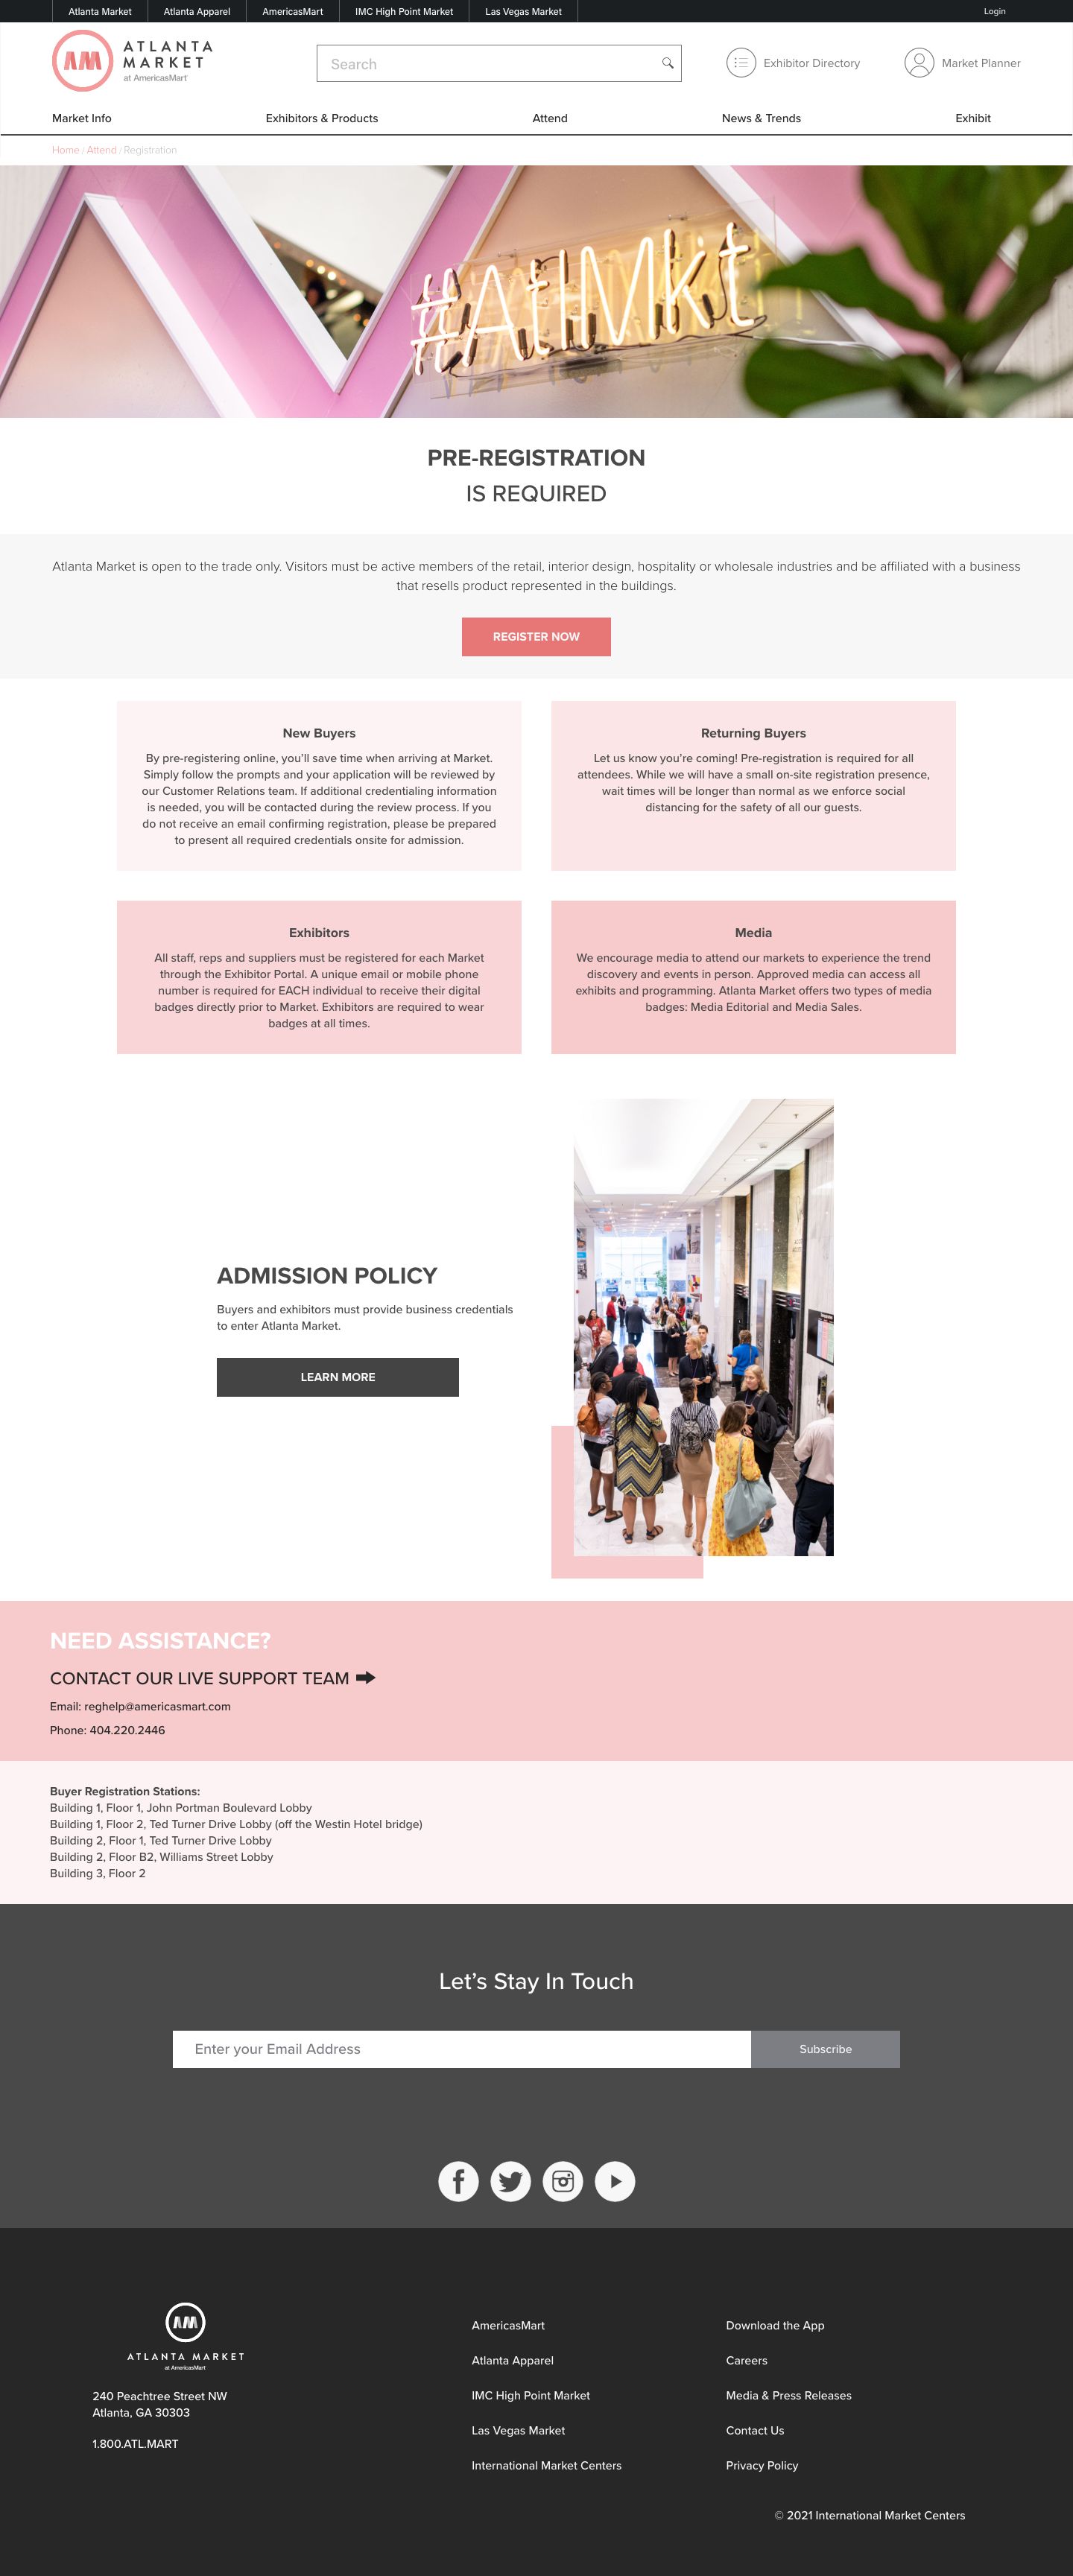 Atlanta Market
Atlanta Apparel
AmericasMart
IMC High Point Market
Las Vegas Market
Login
AM
ATLANTA
MARKET
at AmericasMart
Search
Exhibitor Directory
Market Planner
Market Info
Exhibitors & Products
Attend
News & Trends
Exhibit
Home / Attend / Registration
#AtlMkt
PRE-REGISTRATION
IS REQUIRED
Atlanta Market is open to the trade only. Visitors must be active members of the retail, interior design, hospitality or wholesale industries and be affiliated with a business
that resells product represented in the buildings.
REGISTER NOW
New Buyers
By pre-registering online, you’ll save time when arriving at Market.
Simply follow the prompts and your application will be reviewed by
our Customer Relations team. If additional credentialing information
is needed, you will be contacted during the review process. If you
do not receive an email confirming registration, please be prepared
to present all required credentials onsite for admission.
Returning Buyers
Let us know you’re coming! Pre-registration is required for all
attendees. While we will have a small on-site registration presence,
wait times will be longer than normal as we enforce social
distancing for the safety of all our guests.
Exhibitors
All staff, reps and suppliers must be registered for each Market
through the Exhibitor Portal. A unique email or mobile phone
number is required for EACH individual to receive their digital
badges directly prior to Market. Exhibitors are required to wear
badges at all times.
Media
We encourage media to attend our markets to experience the trend
discovery and events in person. Approved media can access all
exhibits and programming. Atlanta Market offers two types of media
badges: Media Editorial and Media Sales.
ADMISSION POLICY
Buyers and exhibitors must provide business credentials
to enter Atlanta Market.
LEARN MORE
NEED ASSISTANCE?
CONTACT OUR LIVE SUPPORT TEAM
Email: reghelp@americasmart.com
Phone: 404.220.2446
Buyer Registration Stations:
Building 1, Floor 1, John Portman Boulevard Lobby
Building 1, Floor 2, Ted Turner Drive Lobby (off the Westin Hotel bridge)
Building 2, Floor 1, Ted Turner Drive Lobby
Building 2, Floor B2, Williams Street Lobby
Building 3, Floor 2
Let’s Stay In Touch
Enter your Email Address
Subscribe
AM
ATLANTA MARKET
at AmericasMart
240 Peachtree Street NW
Atlanta, GA 30303
1.800.ATL.MART
AmericasMart
Atlanta Apparel
IMC High Point Market
Las Vegas Market
International Market Centers
Download the App
Careers
Media & Press Releases
Contact Us
Privacy Policy
© 2021 International Market Centers